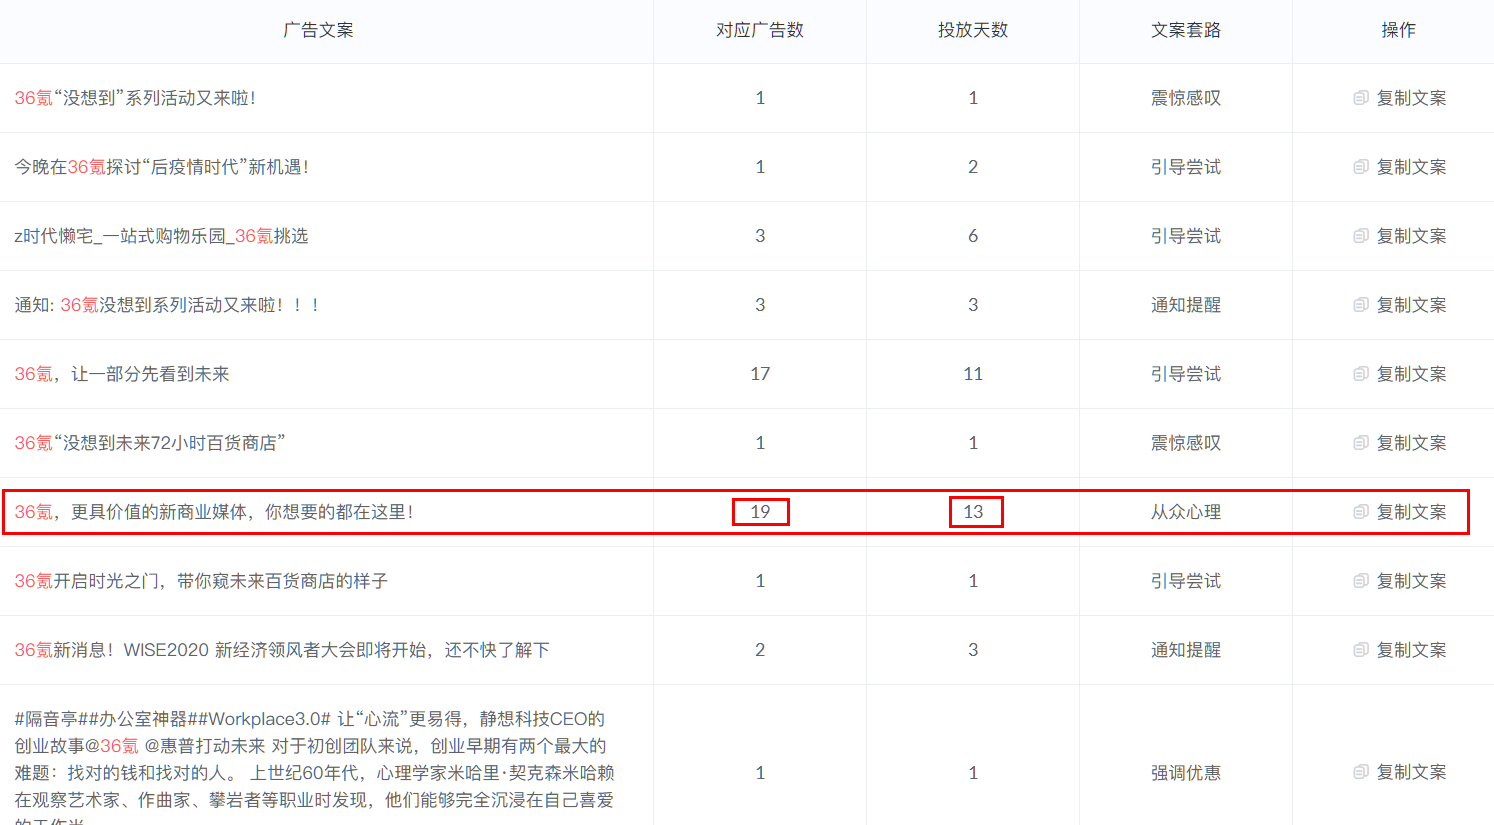 广告文案 对应广告数 投放天数 文案套路 操作
36氪“没想到”系列活动又来啦！ 1 1 震惊感叹 复制文案
今晚在36氪探讨“后疫情时代”新机遇！ 1 2 引导尝试 复制文案
z时代懒宅_一站式购物乐园_36氪挑选 3 6 引导尝试 复制文案
通知: 36氪没想到系列活动又来啦！！！ 3 3 通知提醒 复制文案
36氪，让一部分先看到未来 17 11 引导尝试 复制文案
36氪“没想到未来72小时百货商店” 1 1 震惊感叹 复制文案
36氪，更具价值的新商业媒体，你想要的都在这里！ 19 13 从众心理 复制文案
36氪开启时光之门，带你窥未来百货商店的样子 1 1 引导尝试 复制文案
36氪新消息！WISE2020 新经济领风者大会即将开始，还不快了解下 2 3 通知提醒 复制文案
#隔音亭##办公室神器##Workplace3.0# 让“心流”更易得，静想科技CEO的
创业故事@36氪 @惠普打动未来 对于初创团队来说，创业早期有两个最大的
难题：找对的钱和找对的人。 上世纪60年代，心理学家米哈里·契克森米哈赖 1 1 强调优惠 复制文案
在观察艺术家、作曲家、攀岩者等职业时发现，他们能够完全沉浸在自己喜爱